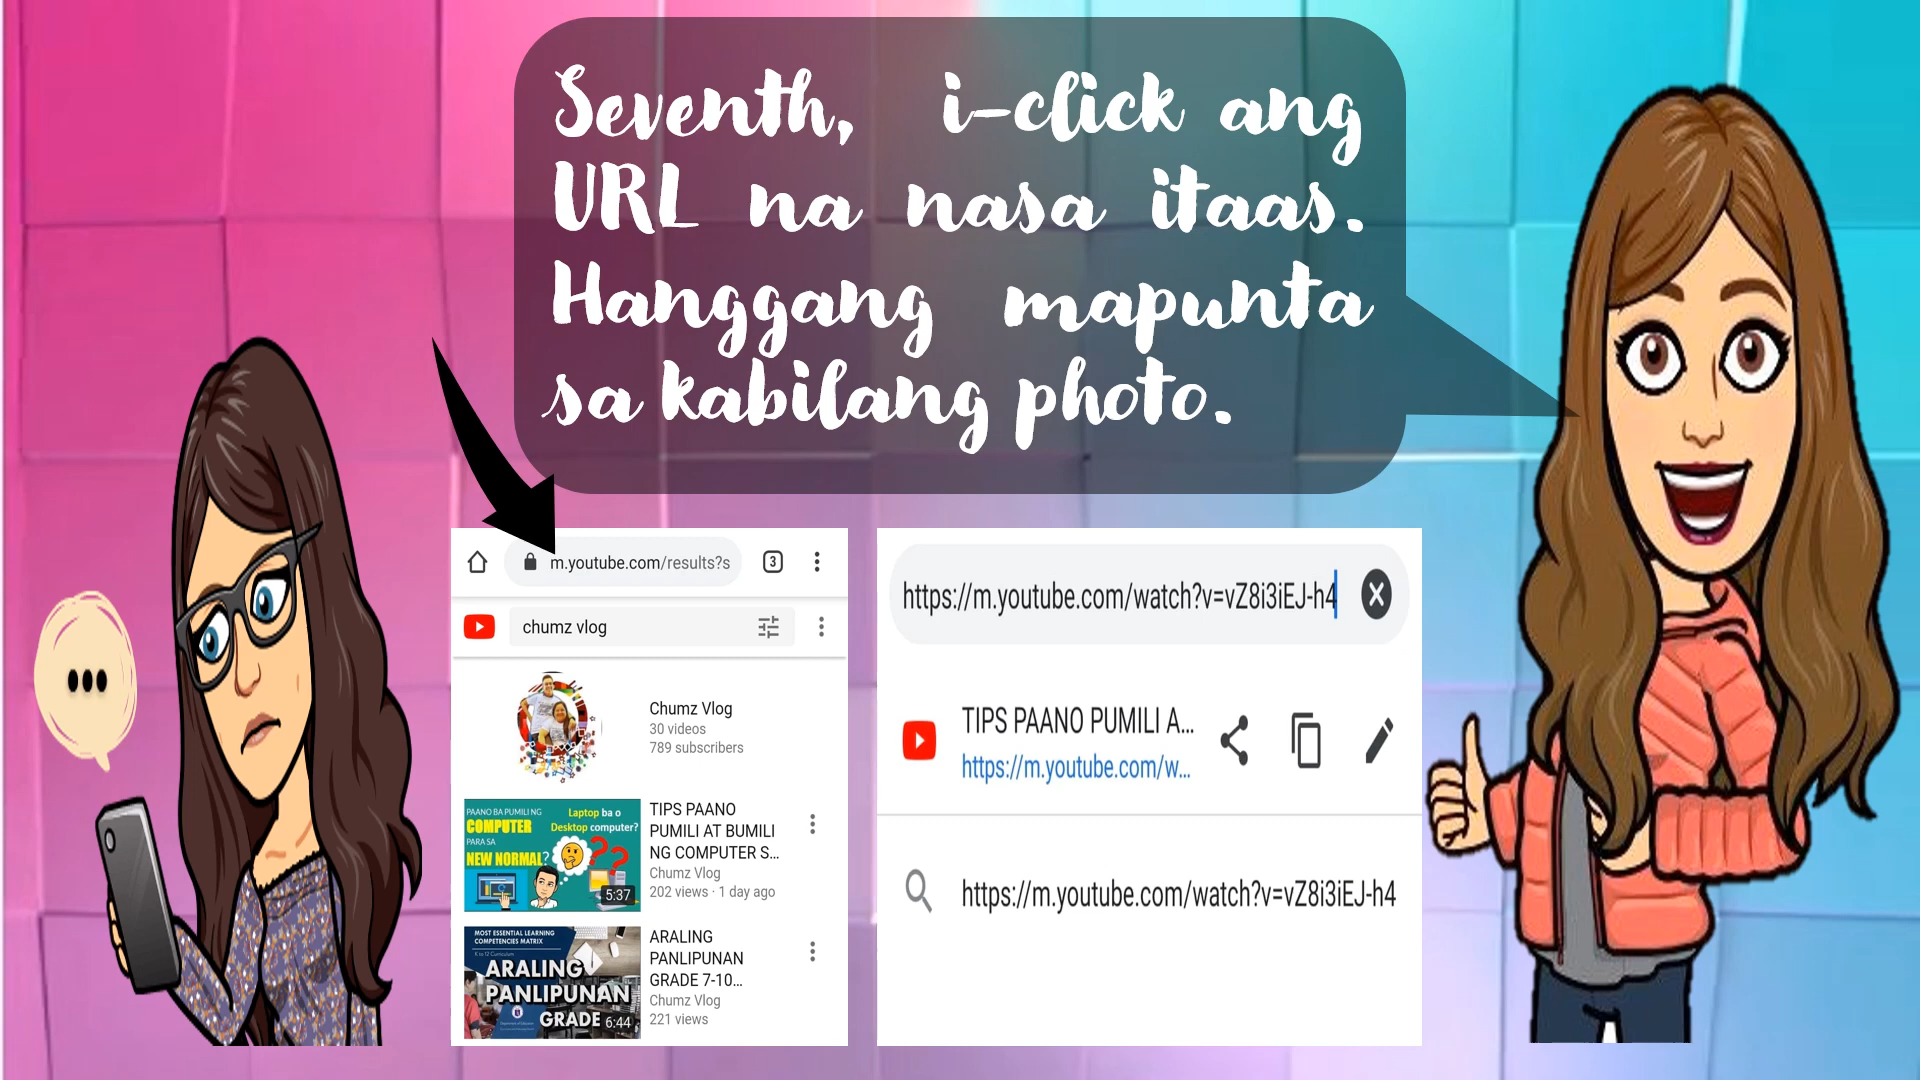 Seventh, i-click ang
URL na nasa itaas.
Hanggang mapunta
sa kabilang photo.
m.youtube.com/results?s
3
chumz vlog
Chumz Vlog
30 videos
789 subscribers
PAANO BA PUMILI NG
COMPUTER
PARA SA
NEW NORMAL?
Laptop ba o
Desktop computer?
??
5:37
TIPS PAANO
PUMILI AT BUMILI
NG COMPUTER S...
Chumz Vlog
202 views · 1 day ago
MOST ESSENTIAL LEARNING
COMPETENCIES MATRIX
K to 12 Curriculum
ARALING
PANLIPUNAN
GRADE
6:44
ARALING
PANLIPUNAN
GRADE 7-10...
Chumz Vlog
221 views
https://m.youtube.com/watch?v=vZ8i3iEJ-h4
TIPS PAANO PUMILI A...
https://m.youtube.com/w...
https://m.youtube.com/watch?v=vZ8i3iEJ-h4